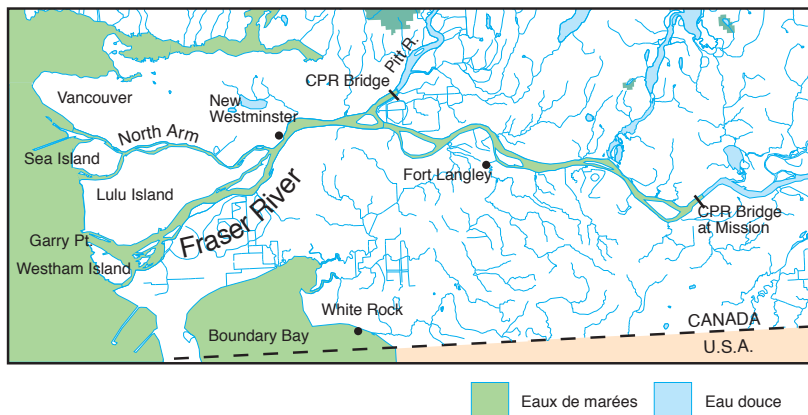 Pitt R.
CPR Bridge
Vancouver
New
Westminster
North Arm
Sea Island
Fort Langley
Lulu Island
Fraser River
CPR Bridge
at Mission
Garry Pt.
Westham Island
White Rock
Boundary Bay
CANADA
U.S.A.
Eaux de marées
Eau douce